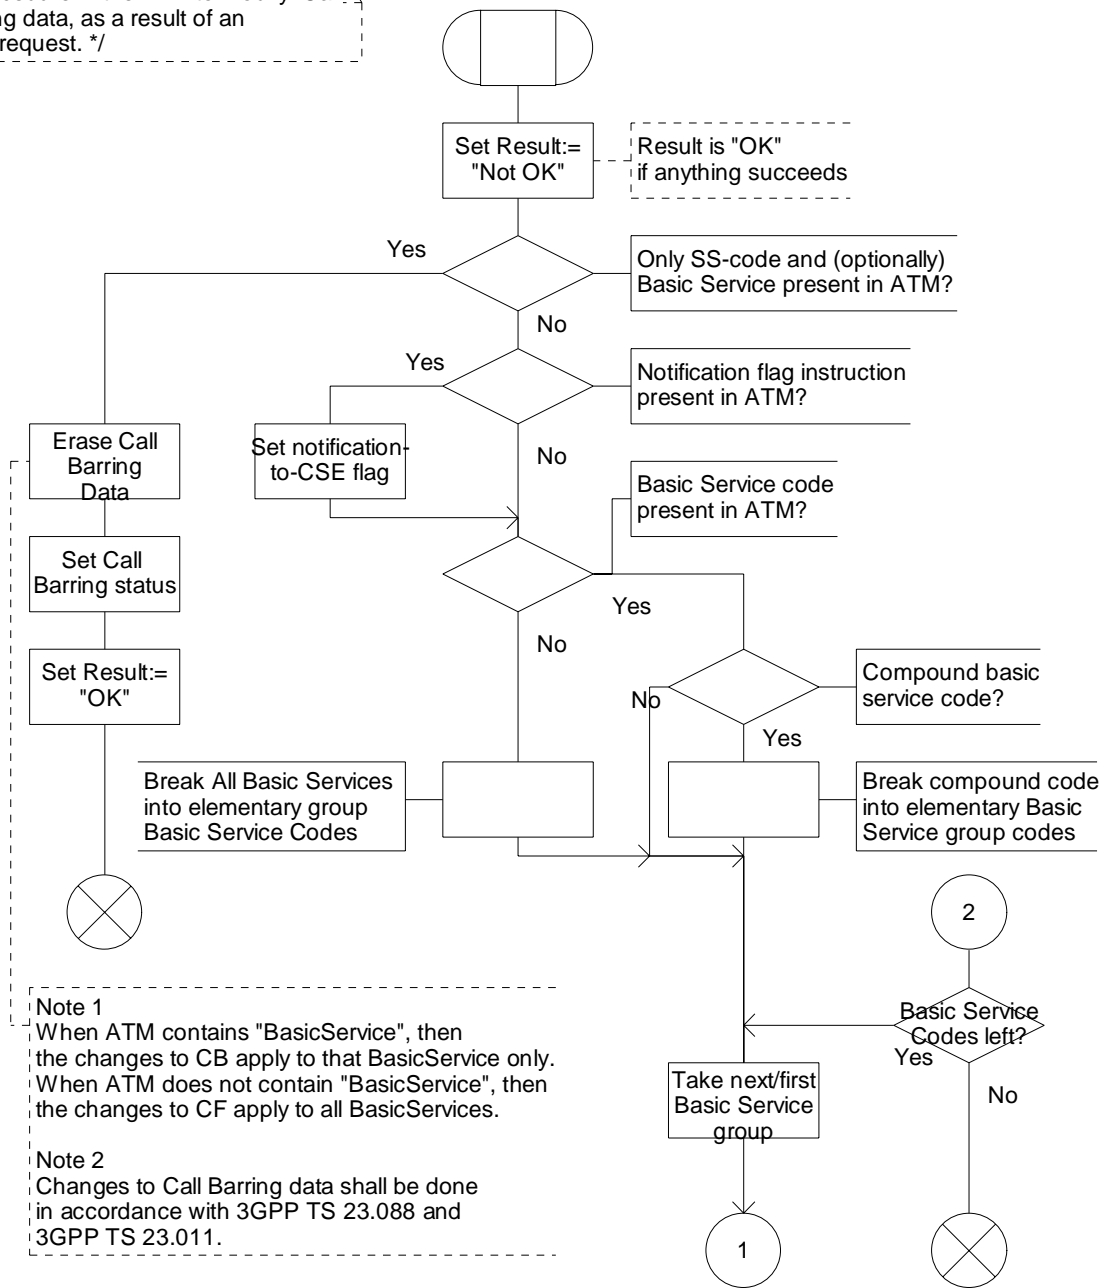 ng data, as a result of an
request. */
Set Result:=
"Not OK"
Result is "OK"
if anything succeeds
Yes
Only SS-code and (optionally)
Basic Service present in ATM?
No
Yes
Notification flag instruction
present in ATM?
Erase Call
Barring
Data
Set notification-
to-CSE flag
No
Basic Service code
present in ATM?
Set Call
Barring status
Yes
No
Set Result:=
"OK"
No
Compound basic
service code?
Yes
Break All Basic Services
into elementary group
Basic Service Codes
Break compound code
into elementary Basic
Service group codes
2
Note 1
When ATM contains "BasicService", then
the changes to CB apply to that BasicService only.
When ATM does not contain "BasicService", then
the changes to CF apply to all BasicServices.
Note 2
Changes to Call Barring data shall be done
in accordance with 3GPP TS 23.088 and
3GPP TS 23.011.
Basic Service
Codes left?
Yes
No
Take next/first
Basic Service
group
1